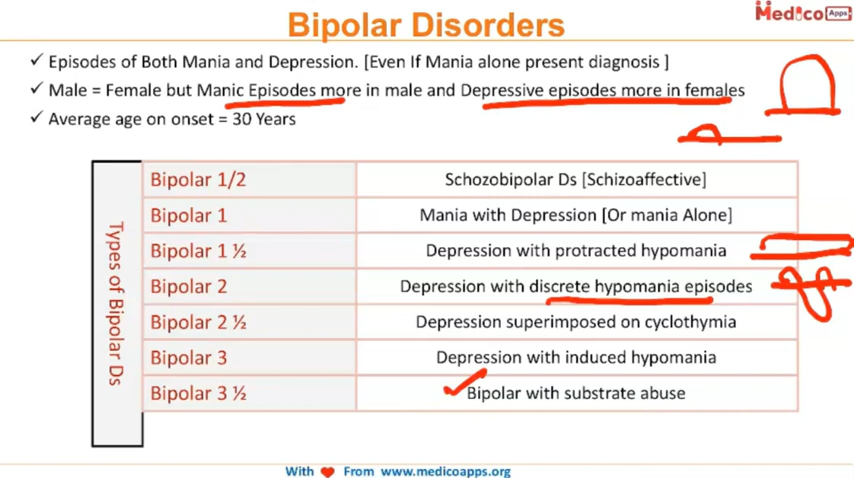 Bipolar Disorders
Medico Apps
✓ Episodes of Both Mania and Depression. [Even If Mania alone present diagnosis ]
✓ Male = Female but Manic Episodes more in male and Depressive episodes more in females
✓ Average age on onset = 30 Years
Types of Bipolar Ds
Bipolar 1/2 Schozobipolar Ds [Schizoaffective]
Bipolar 1 Mania with Depression [Or mania Alone]
Bipolar 1 ½ Depression with protracted hypomania
Bipolar 2 Depression with discrete hypomania episodes
Bipolar 2 ½ Depression superimposed on cyclothymia
Bipolar 3 Depression with induced hypomania
Bipolar 3 ½ Bipolar with substrate abuse
With ❤ From www.medicoapps.org